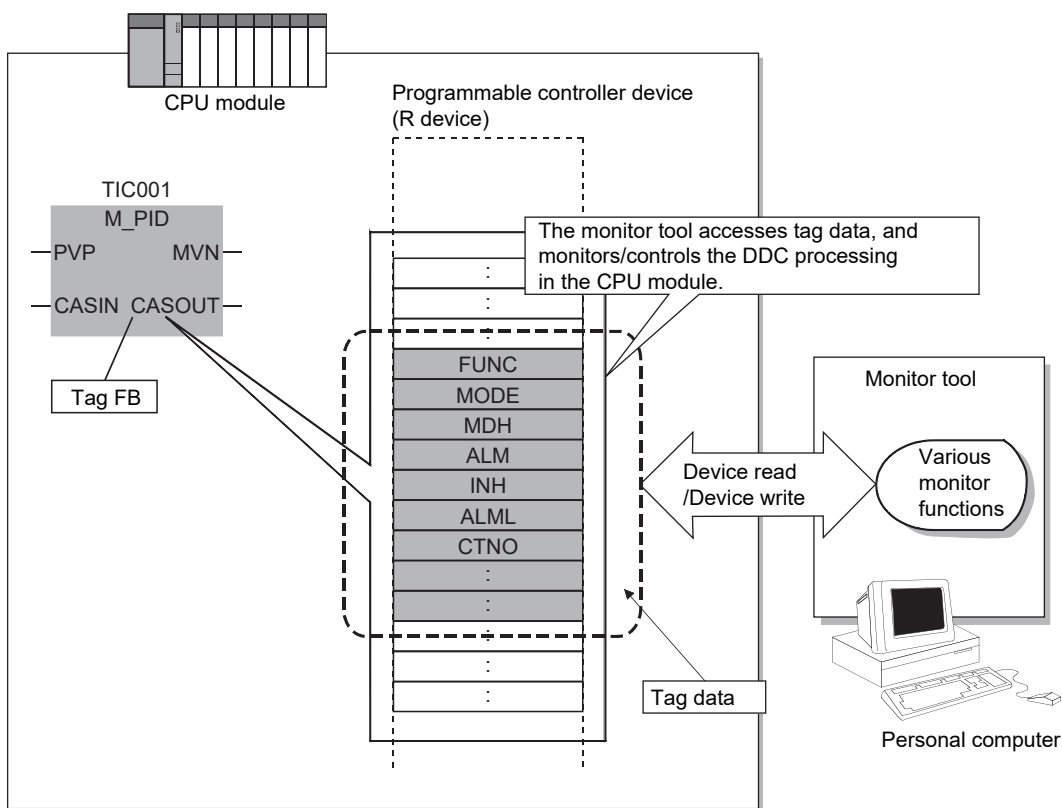 CPU module
Programmable controller device
(R device)
TIC001
M_PID
PVP MVN
CASIN CASOUT
Tag FB
The monitor tool accesses tag data, and
monitors/controls the DDC processing
in the CPU module.
:
:
:
FUNC
MODE
MDH
ALM
INH
ALML
CTNO
:
:
:
:
:
Device read
/Device write
Monitor tool
Various
monitor
functions
Tag data
Personal computer